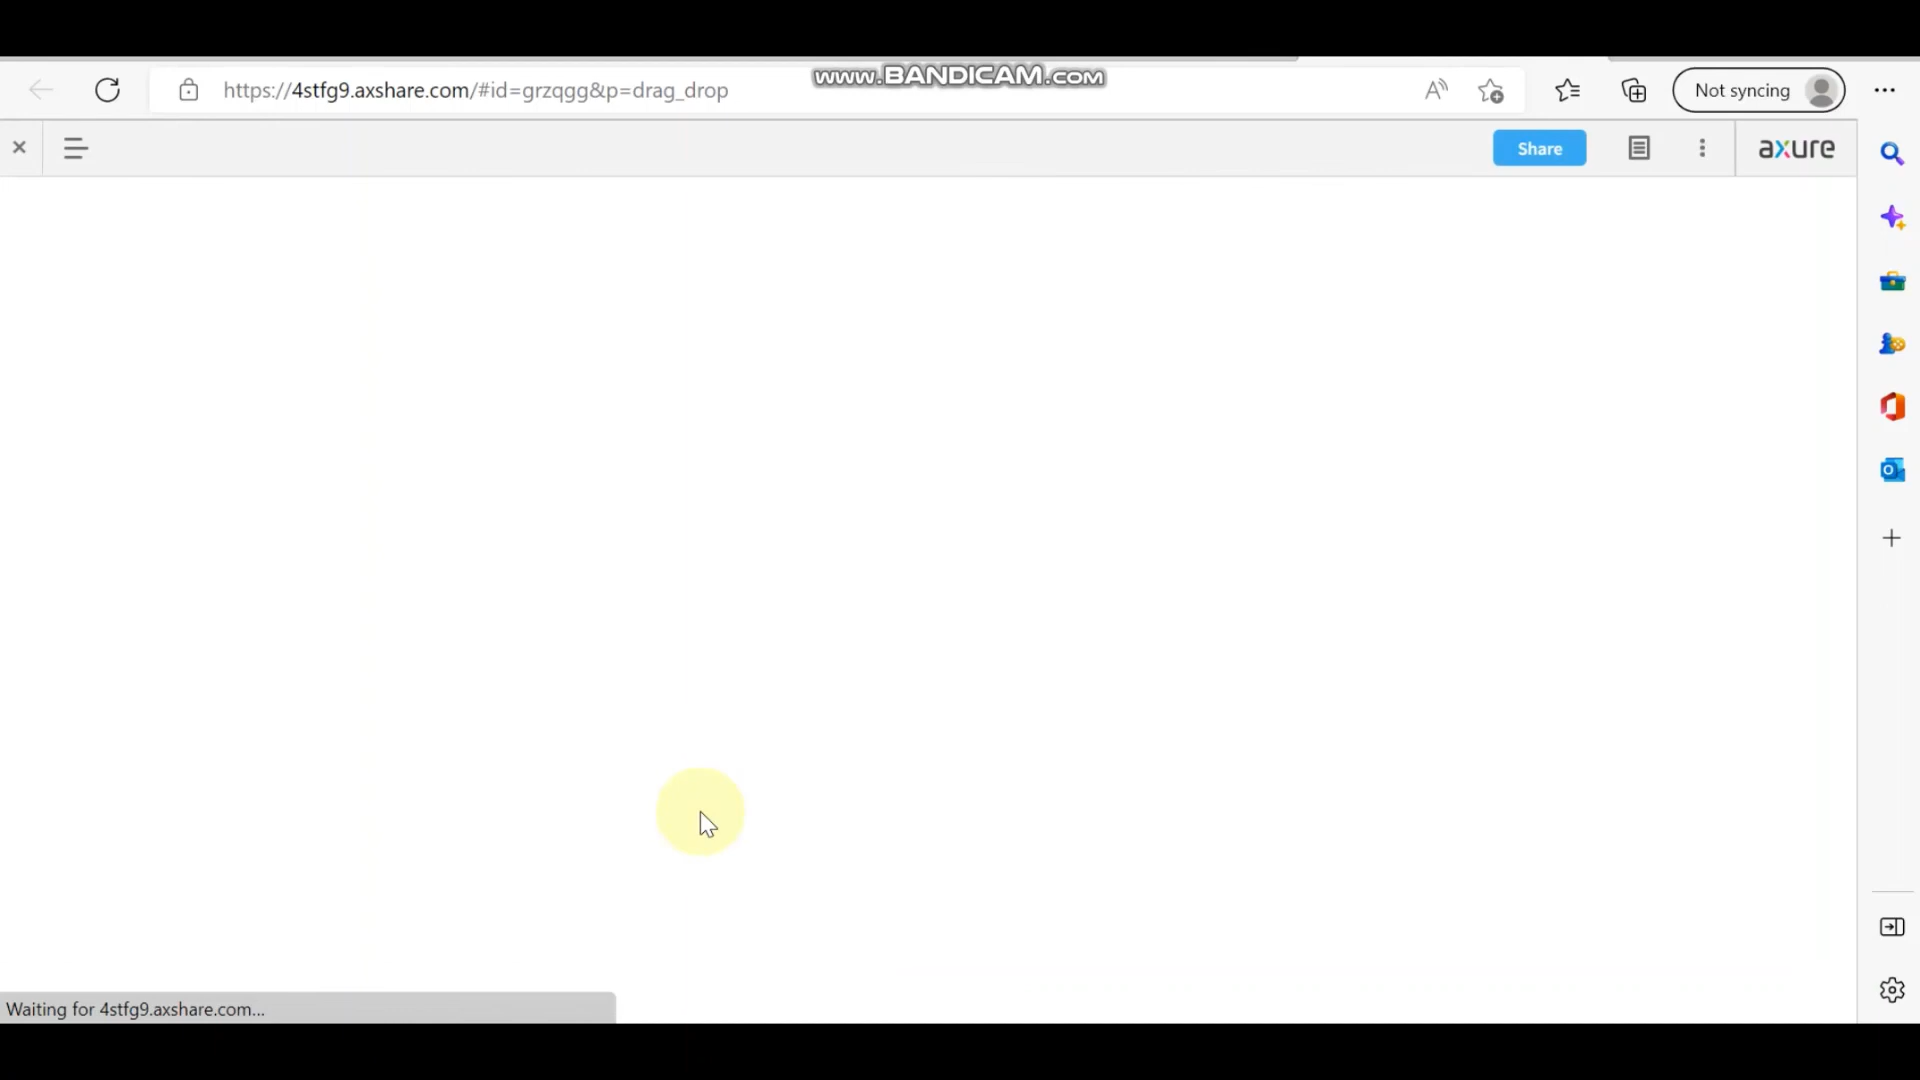 www.BANDICAM.com
https://4stfg9.axshare.com/#id=grzqgg&p=drag_drop
Not syncing
Share
axure
Waiting for 4stfg9.axshare.com...